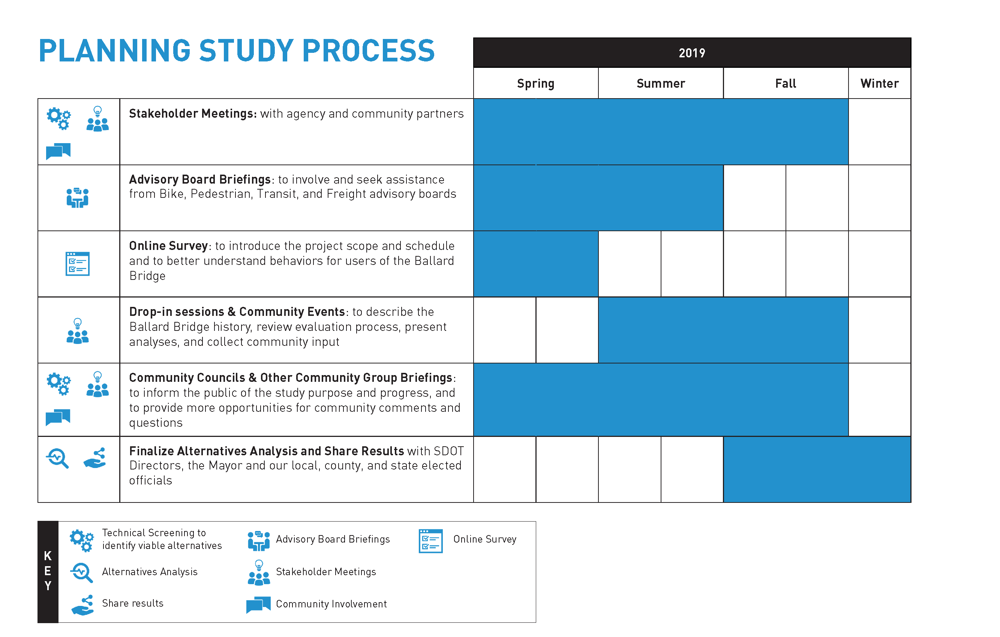 PLANNING STUDY PROCESS
2019
Spring
Summer
Fall
Winter
Stakeholder Meetings: with agency and community partners
Advisory Board Briefings: to involve and seek assistance
from Bike, Pedestrian, Transit, and Freight advisory boards
Online Survey: to introduce the project scope and schedule
and to better understand behaviors for users of the Ballard
Bridge
Drop-in sessions & Community Events: to describe the
Ballard Bridge history, review evaluation process, present
analyses, and collect community input
Community Councils & Other Community Group Briefings:
to inform the public of the study purpose and progress, and
to provide more opportunities for community comments and
questions
Finalize Alternatives Analysis and Share Results with SDOT
Directors, the Mayor and our local, county, and state elected
officials
KEY
Technical Screening to
identify viable alternatives
Alternatives Analysis
Share results
Advisory Board Briefings
Stakeholder Meetings
Community Involvement
Online Survey